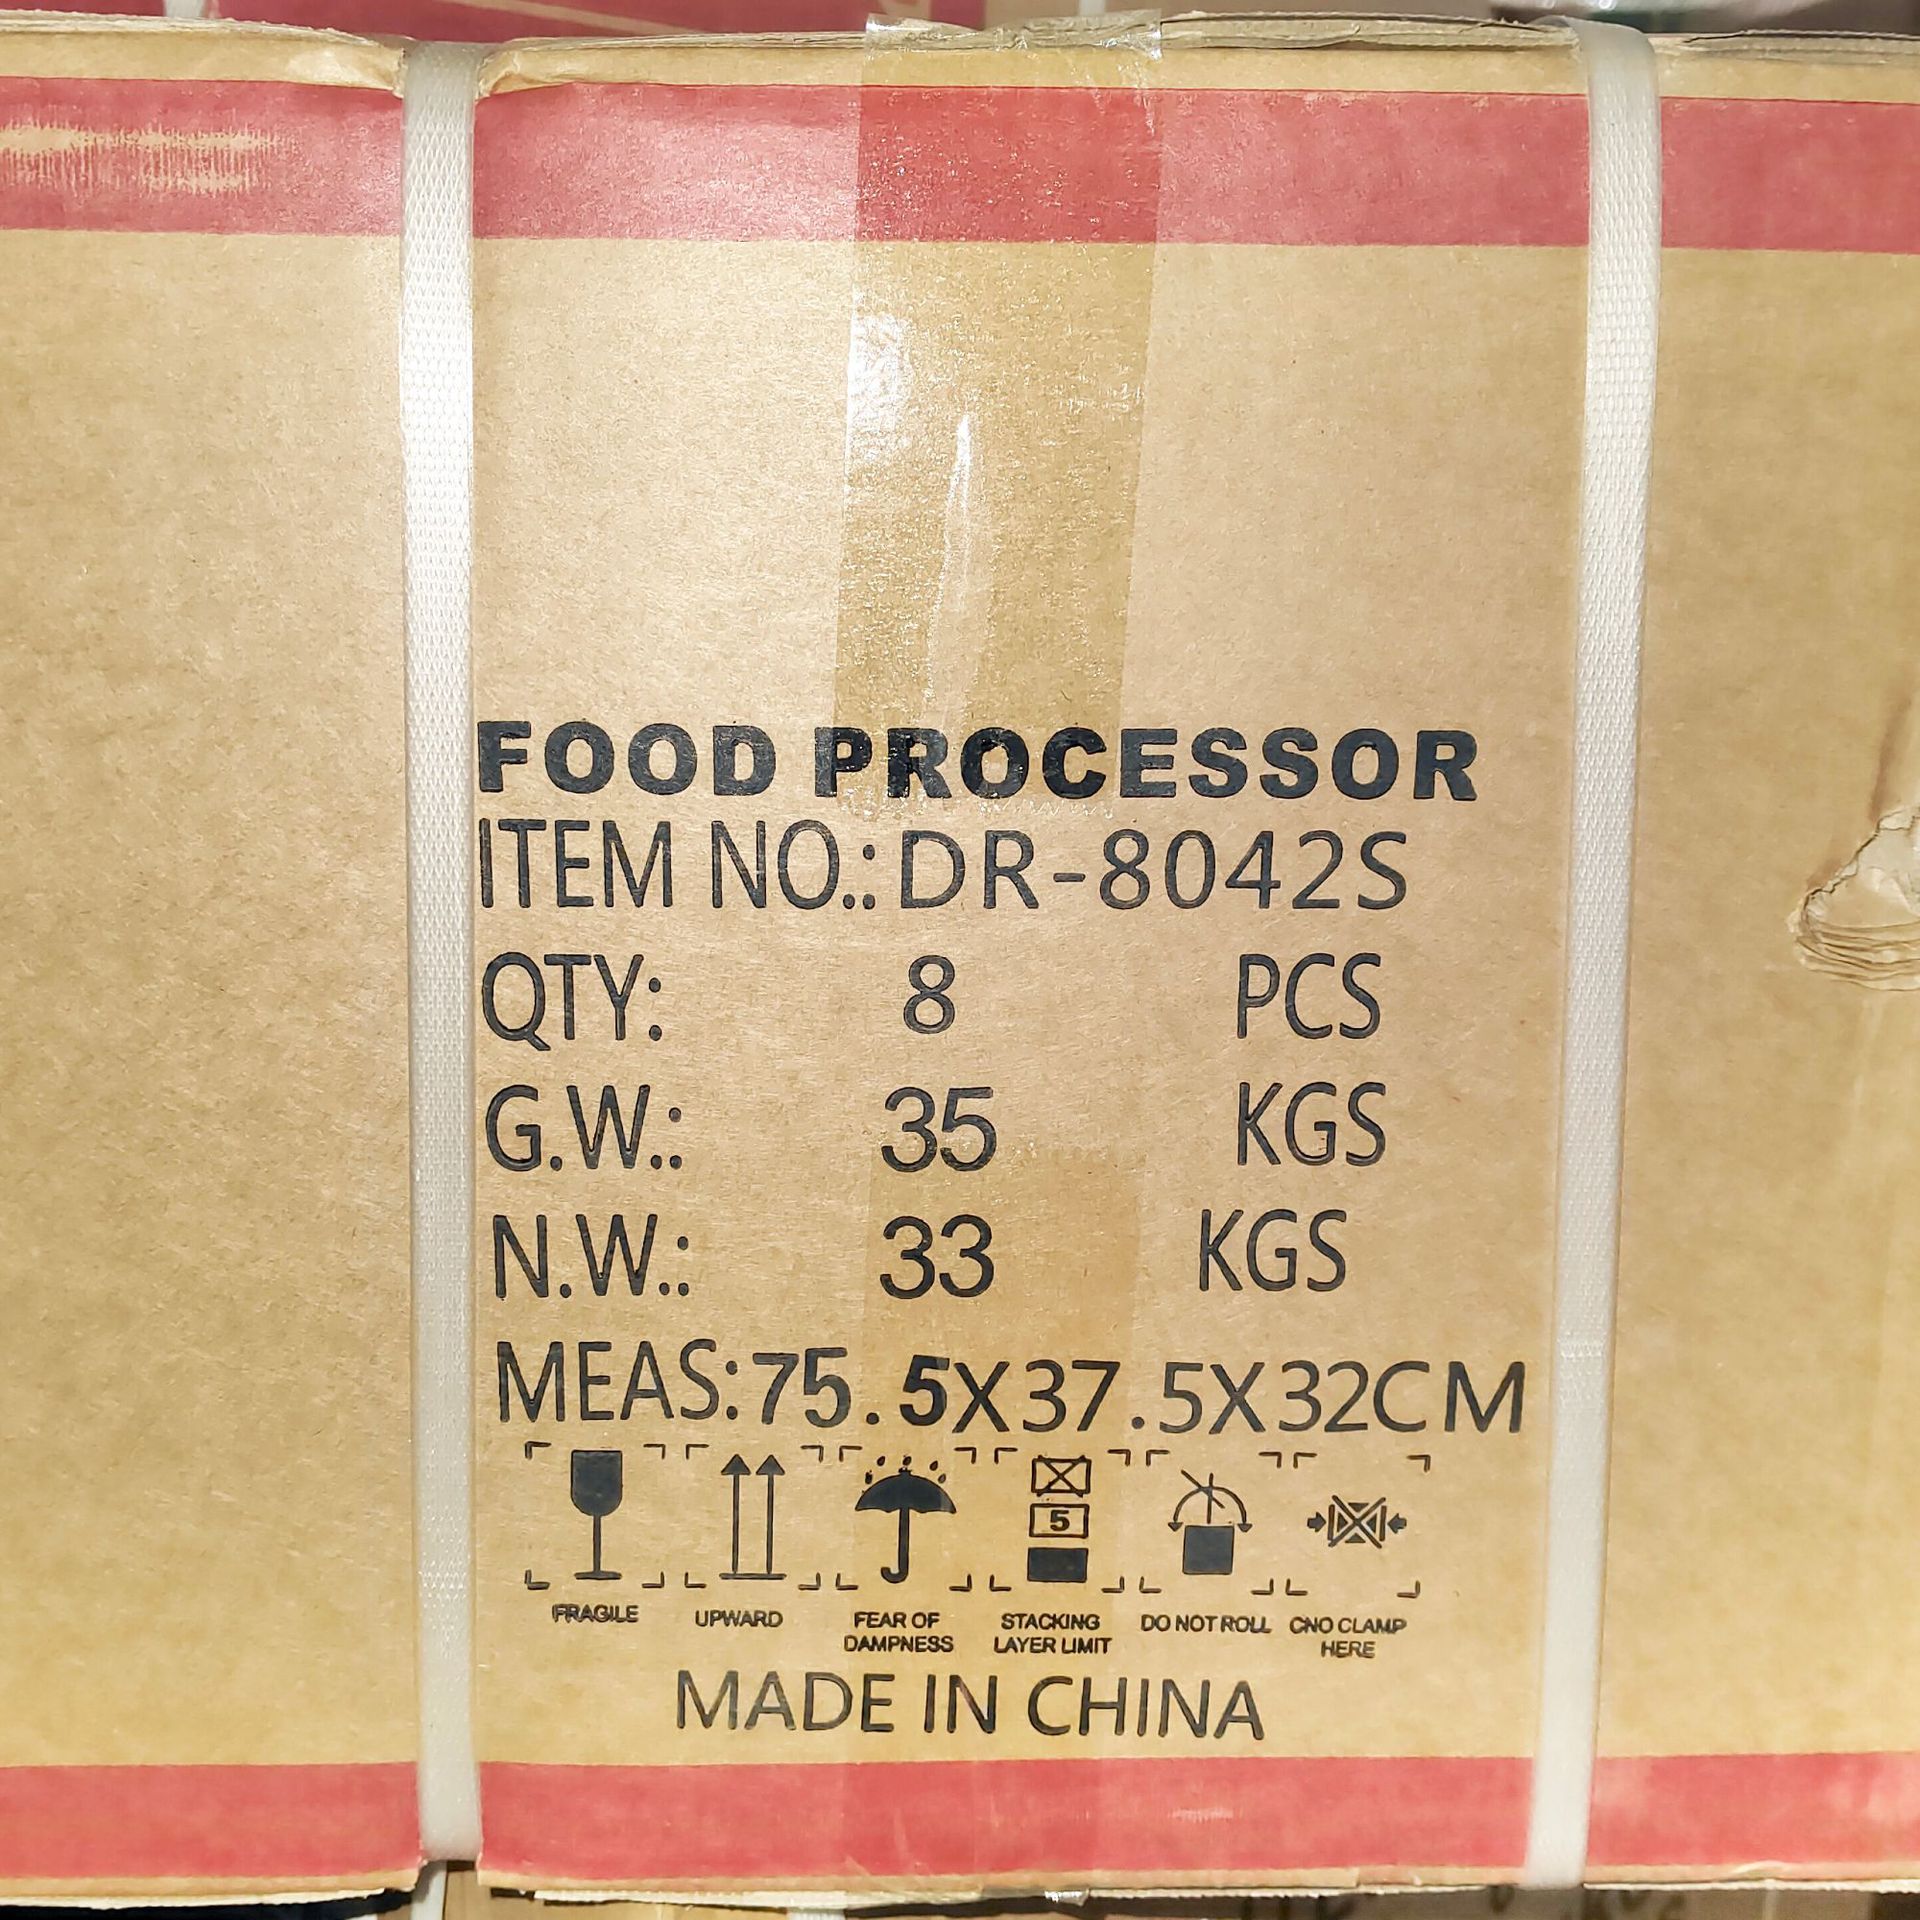 FOOD PROCESSOR
ITEM NO.: DR-8042S
QTY: 8 PCS
G.W.: 35 KGS
N.W.: 33 KGS
MEAS: 75.5X37.5X32CM
5
FRAGILE UPWARD FEAR OF DAMPNESS STACKING LAYER LIMIT DO NOT ROLL CNO CLAMP HERE
MADE IN CHINA